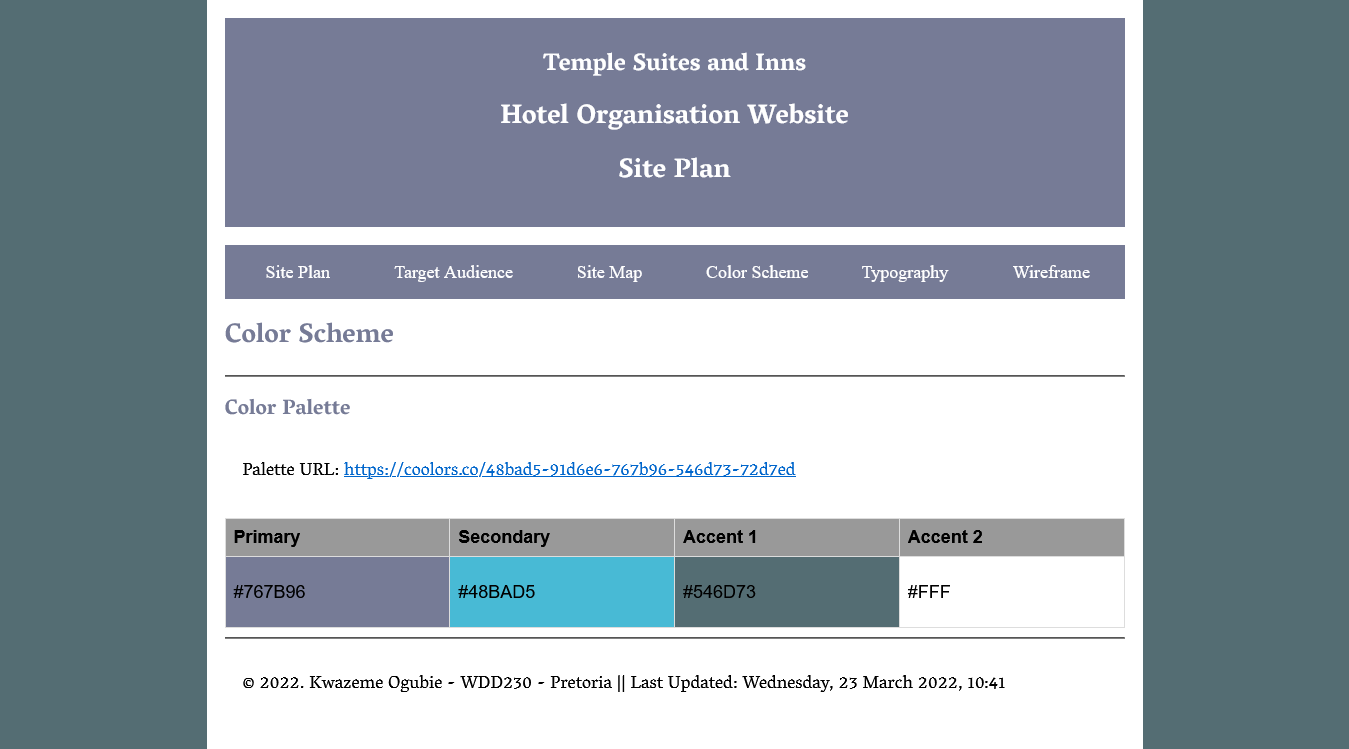 Temple Suites and Inns
Hotel Organisation Website
Site Plan
Site Plan Target Audience Site Map Color Scheme Typography Wireframe
Color Scheme
Color Palette
Palette URL: https://coolors.co/48bad5-91d6e6-767b96-546d73-72d7ed
Primary Secondary Accent 1 Accent 2
#767B96 #48BAD5 #546D73 #FFF
© 2022. Kwazeme Ogubie - WDD230 - Pretoria || Last Updated: Wednesday, 23 March 2022, 10:41